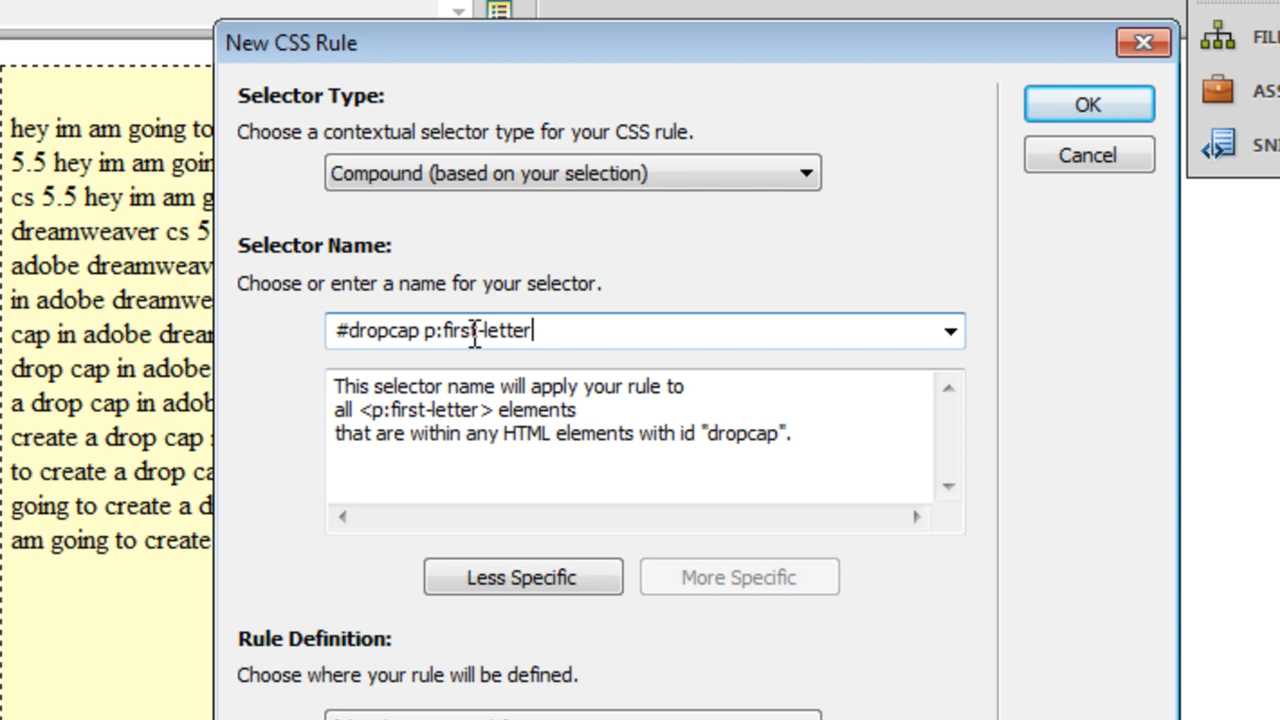 New CSS Rule
Selector Type:
Choose a contextual selector type for your CSS rule.
Compound (based on your selection)
Selector Name:
Choose or enter a name for your selector.
#dropcap p:first-letter
This selector name will apply your rule to
all <p:first-letter> elements
that are within any HTML elements with id "dropcap".
Less Specific
More Specific
Rule Definition:
Choose where your rule will be defined.
OK
Cancel
hey im am going to
5.5 hey im am goin
cs 5.5 hey im am g
dreamweaver cs 5
adobe dreamweav
in adobe dreamwe
cap in adobe drea
drop cap in adobe
a drop cap in adob
create a drop cap
to create a drop ca
going to create a d
am going to create
FIL
ASS
SNI